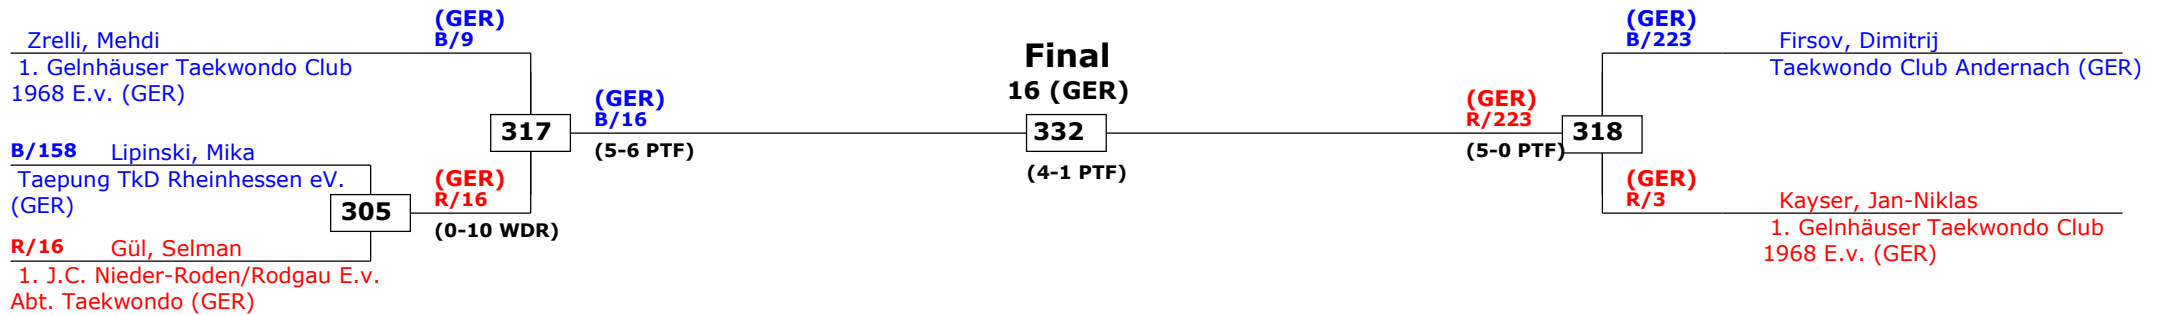 (GER)
B/9
Zrelli, Mehdi
1. Gelnhäuser Taekwondo Club
1968 E.v. (GER)
B/158 Lipinski, Mika
Taepung TkD Rheinhessen eV.
(GER)
R/16 Gül, Selman
1. J.C. Nieder-Roden/Rodgau E.v.
Abt. Taekwondo (GER)
305
(GER)
R/16
(0-10 WDR)
317
(GER)
B/16
(5-6 PTF)
Final
16 (GER)
332
(4-1 PTF)
(GER)
R/223
(5-0 PTF)
318
(GER)
B/223
Firsov, Dimitrij
Taekwondo Club Andernach (GER)
(GER)
R/3
Kayser, Jan-Niklas
1. Gelnhäuser Taekwondo Club
1968 E.v. (GER)